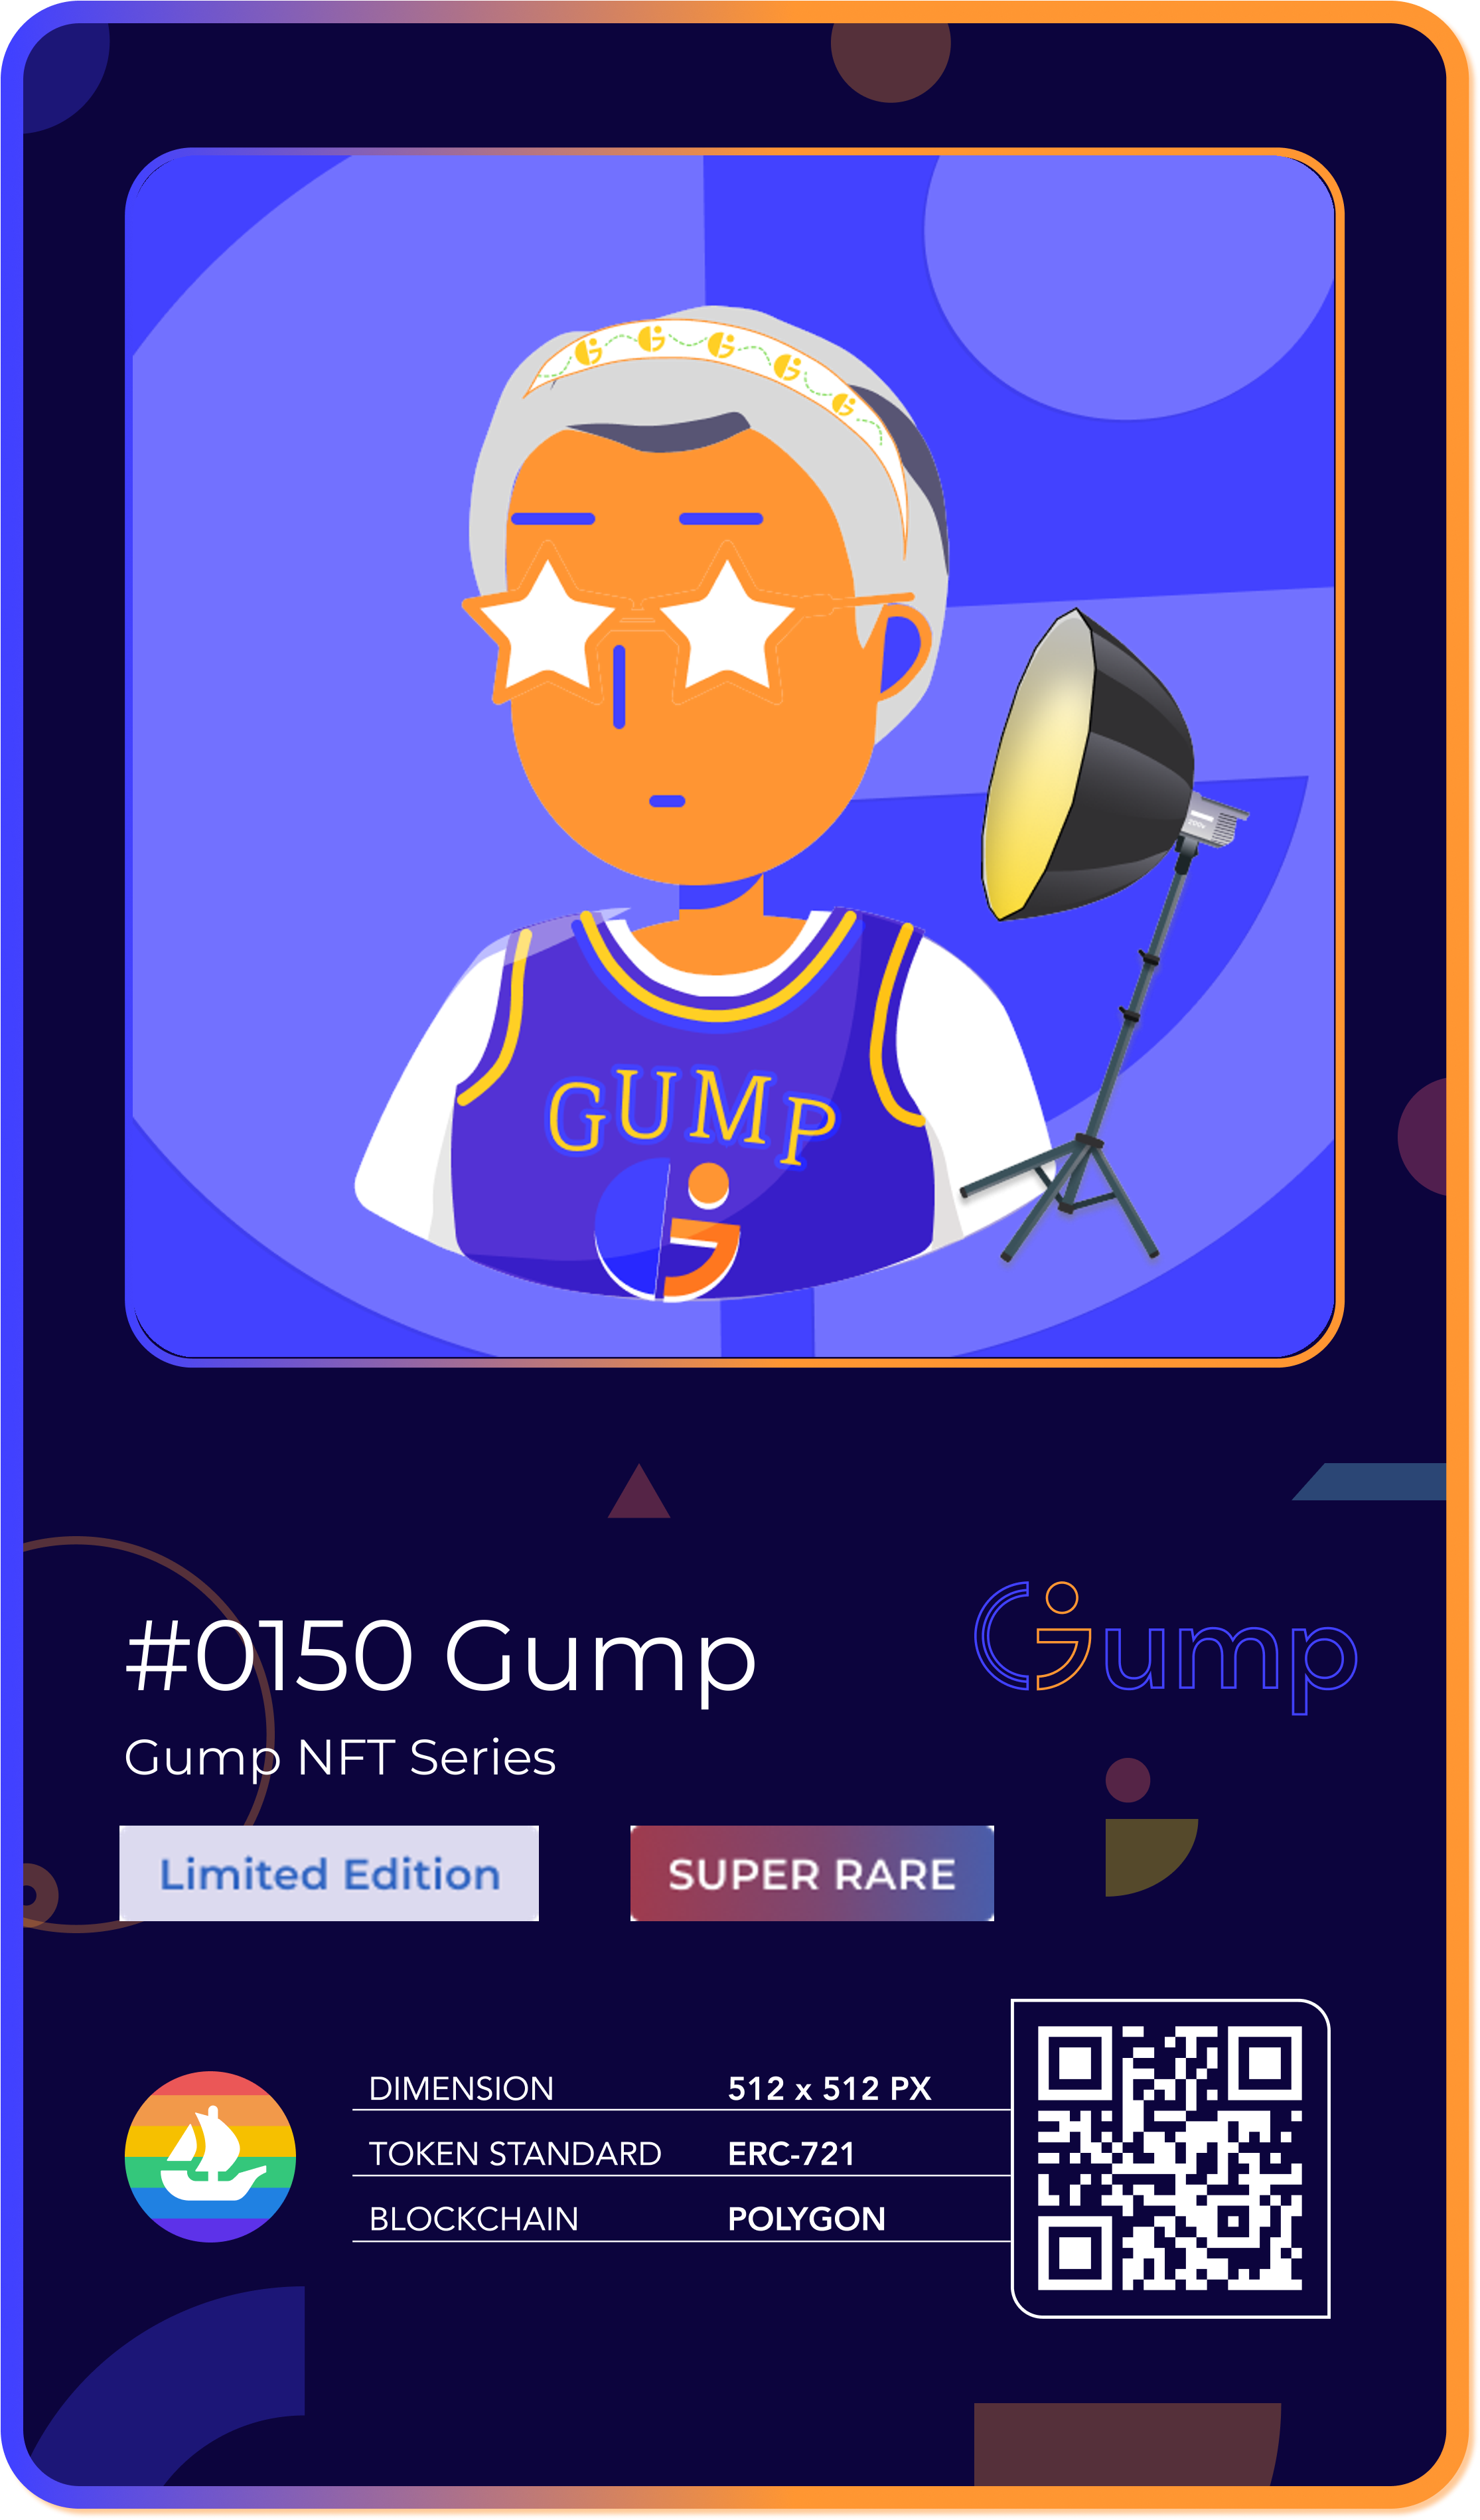 GUMP
#0150 Gump
Gump
Gump NFT Series
Limited Edition
SUPER RARE
DIMENSION 512 x 512 PX
TOKEN STANDARD ERC-721
BLOCKCHAIN POLYGON